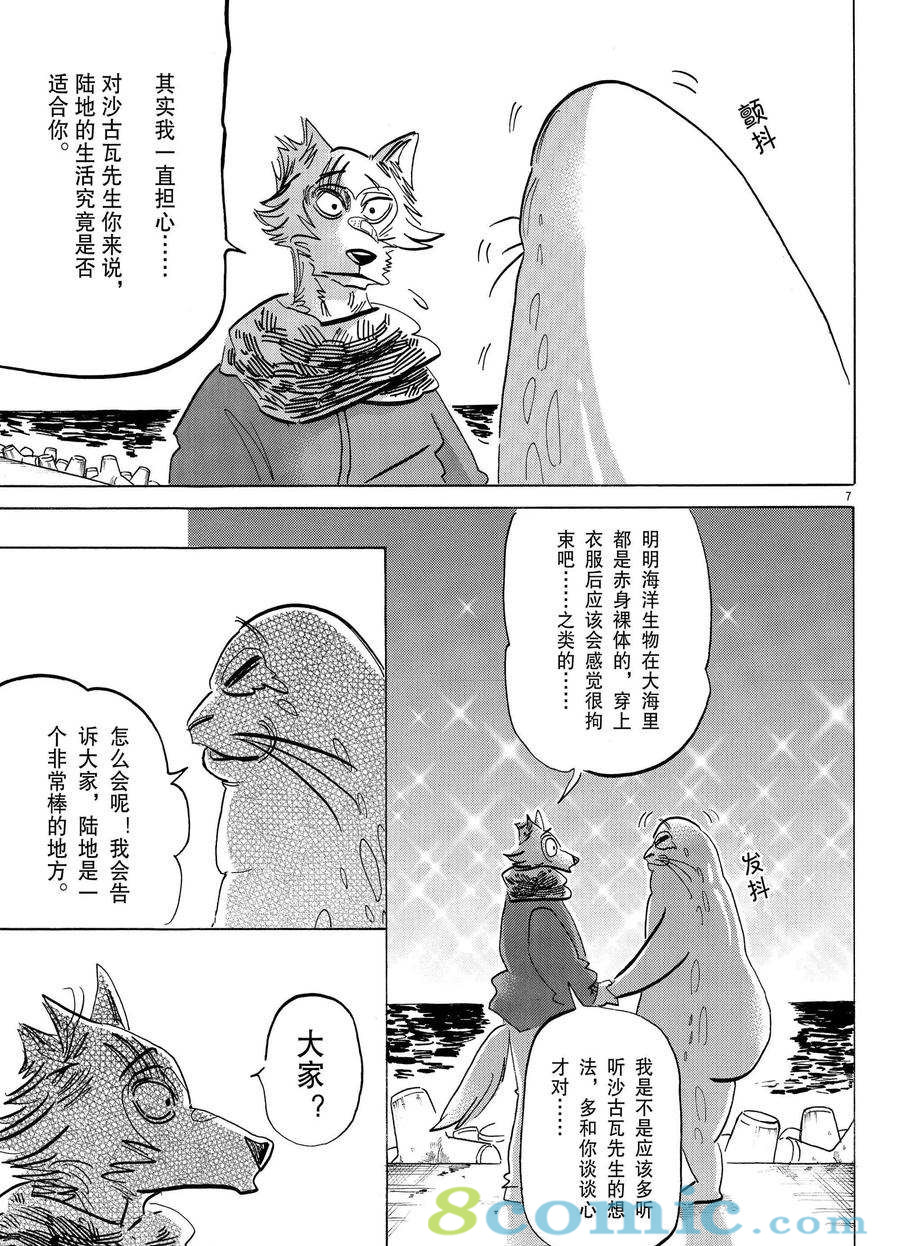 颤抖
其实我一直担心……
对沙古瓦先生你来说，
陆地的生活究竟是否
适合你。
7
明明海洋生物在大海里
都是赤身裸体的，穿上
衣服后应该会感觉很拘
束吧……之类的……
发抖
我是不是应该多听
听沙古瓦先生的想
法，多和你谈谈心
才对……
怎么会呢！我会告
诉大家，陆地是一
个非常棒的地方。
大家？
8comic.com